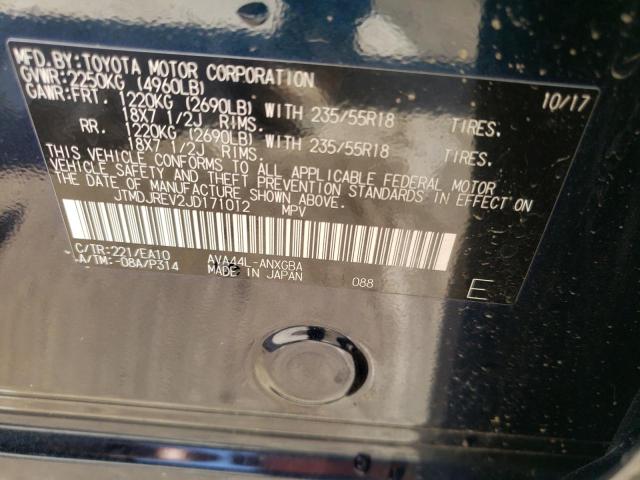 MFD.BY:TOYOTA MOTOR CORPORATION 10/17
GVWR:2250KG (4960LB)
GAWR:FRT. 1220KG (2690LB) WITH 235/55R18 TIRES.
18X7 1/2J RIMS.
RR. 1220KG (2690LB) WITH 235/55R18 TIRES.
18X7 1/2J RIMS.
THIS VEHICLE CONFORMS TO ALL APPLICABLE FEDERAL MOTOR
VEHICLE SAFETY AND THEFT PREVENTION STANDARDS IN EFFECT ON
THE DATE OF MANUFACTURE SHOWN ABOVE.
JTMDJREV2JD171012 MPV
C/TR:221/EA10 AVA44L-ANXGBA
A/TM:-08A/P314 MADE IN JAPAN 088 E